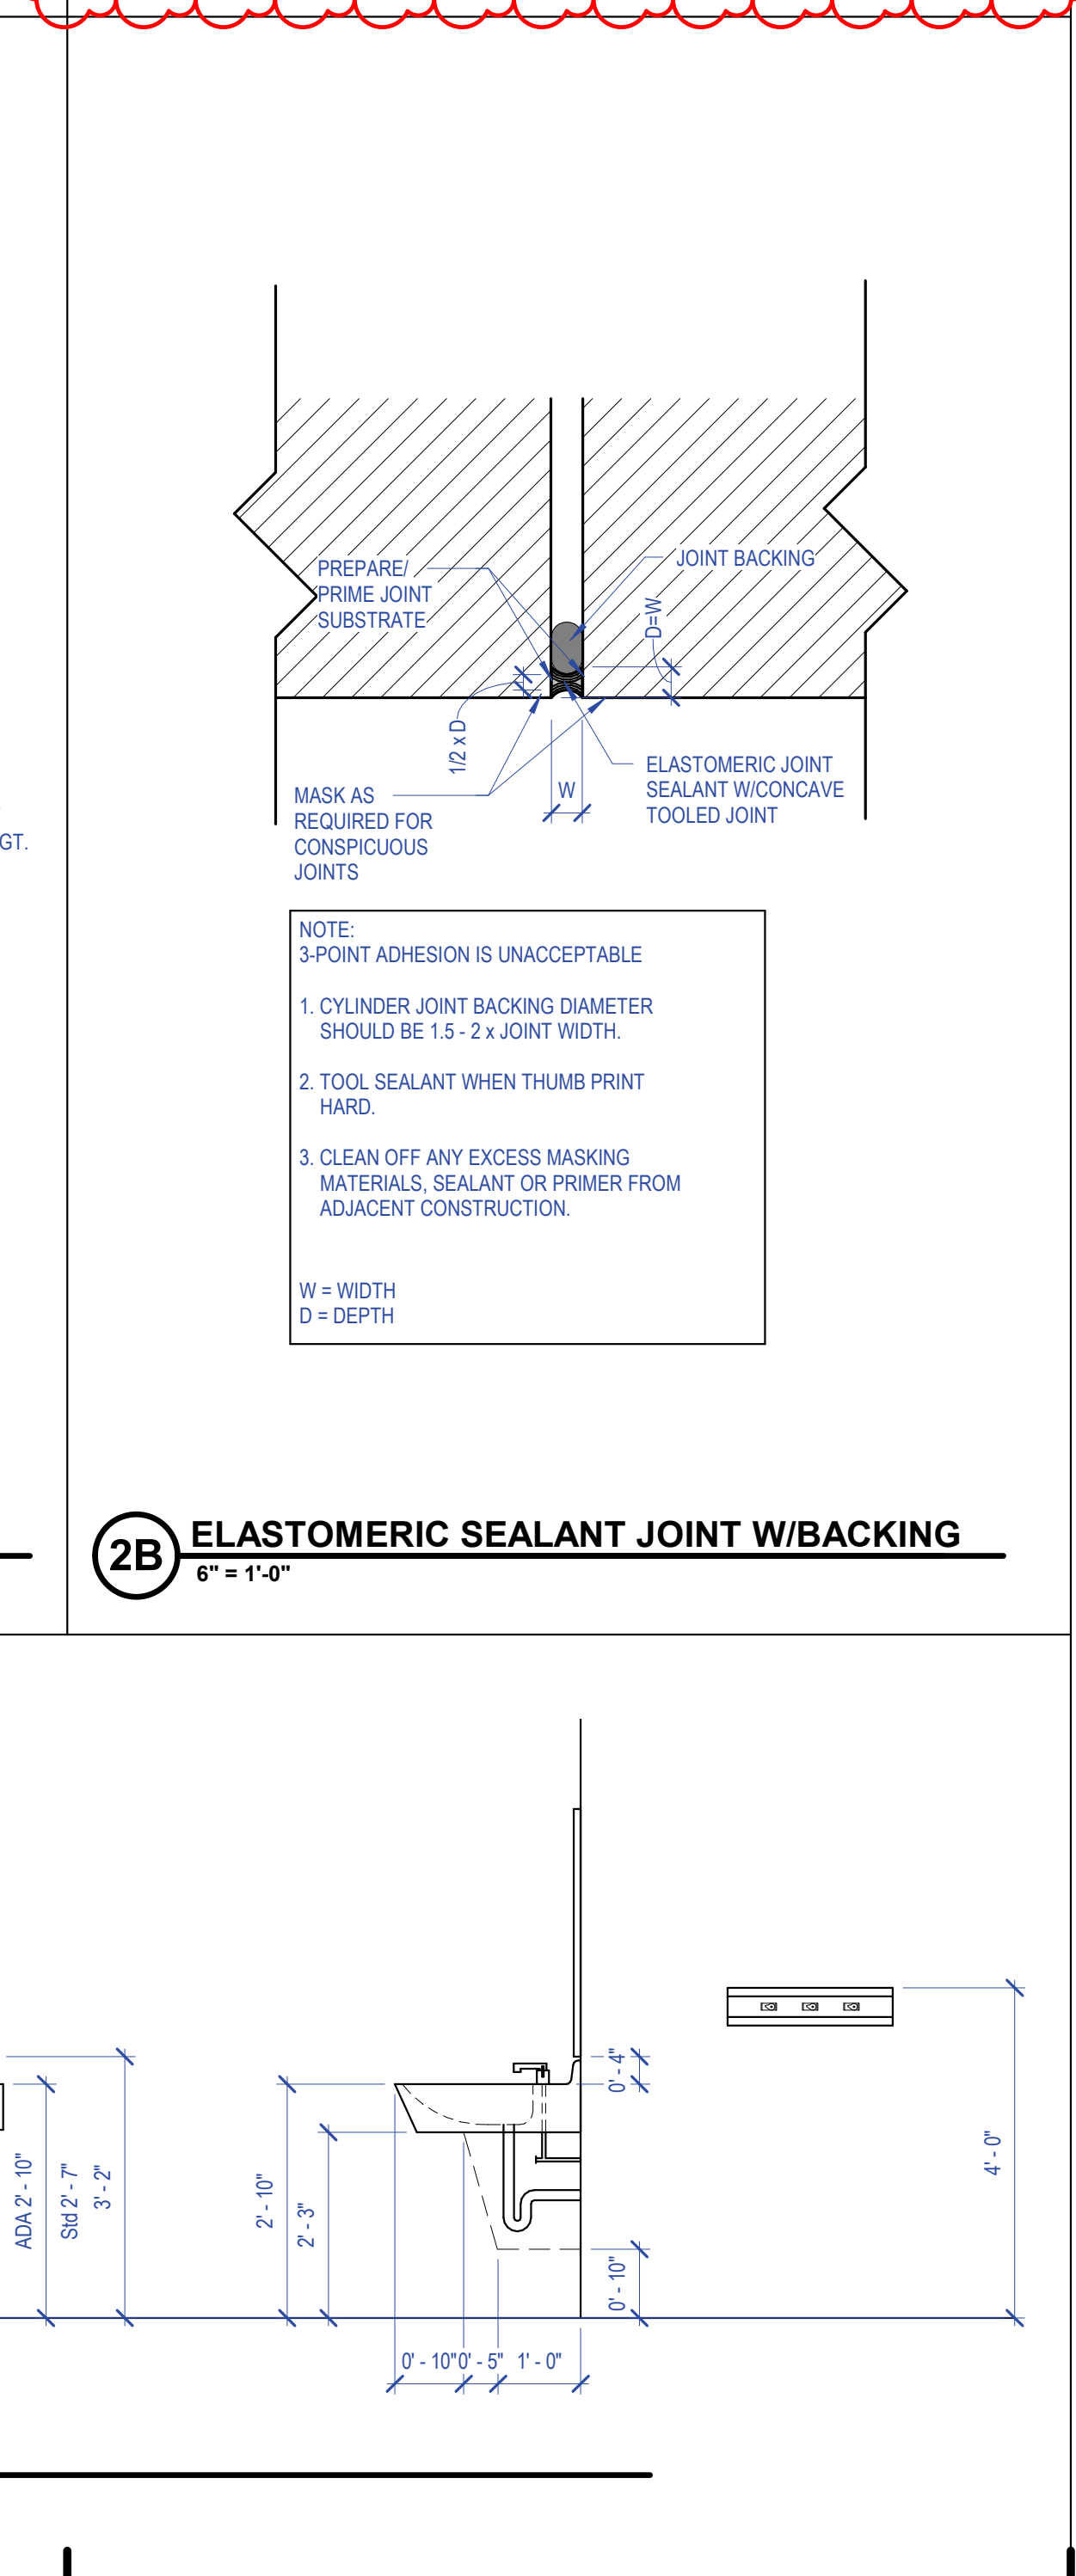 GT.
PREPARE/
PRIME JOINT
SUBSTRATE
JOINT BACKING
D=W
1/2 x D
W
MASK AS
REQUIRED FOR
CONSPICUOUS
JOINTS
ELASTOMERIC JOINT
SEALANT W/CONCAVE
TOOLED JOINT
NOTE:
3-POINT ADHESION IS UNACCEPTABLE
1. CYLINDER JOINT BACKING DIAMETER
SHOULD BE 1.5 - 2 x JOINT WIDTH.
2. TOOL SEALANT WHEN THUMB PRINT
HARD.
3. CLEAN OFF ANY EXCESS MASKING
MATERIALS, SEALANT OR PRIMER FROM
ADJACENT CONSTRUCTION.
W = WIDTH
D = DEPTH
2B
ELASTOMERIC SEALANT JOINT W/BACKING
6" = 1'-0"
ADA 2' - 10"
Std 2' - 7"
3' - 2"
2' - 10"
2' - 3"
0' - 4"
0' - 10"
4' - 0"
0' - 10"
0' - 5"
1' - 0"